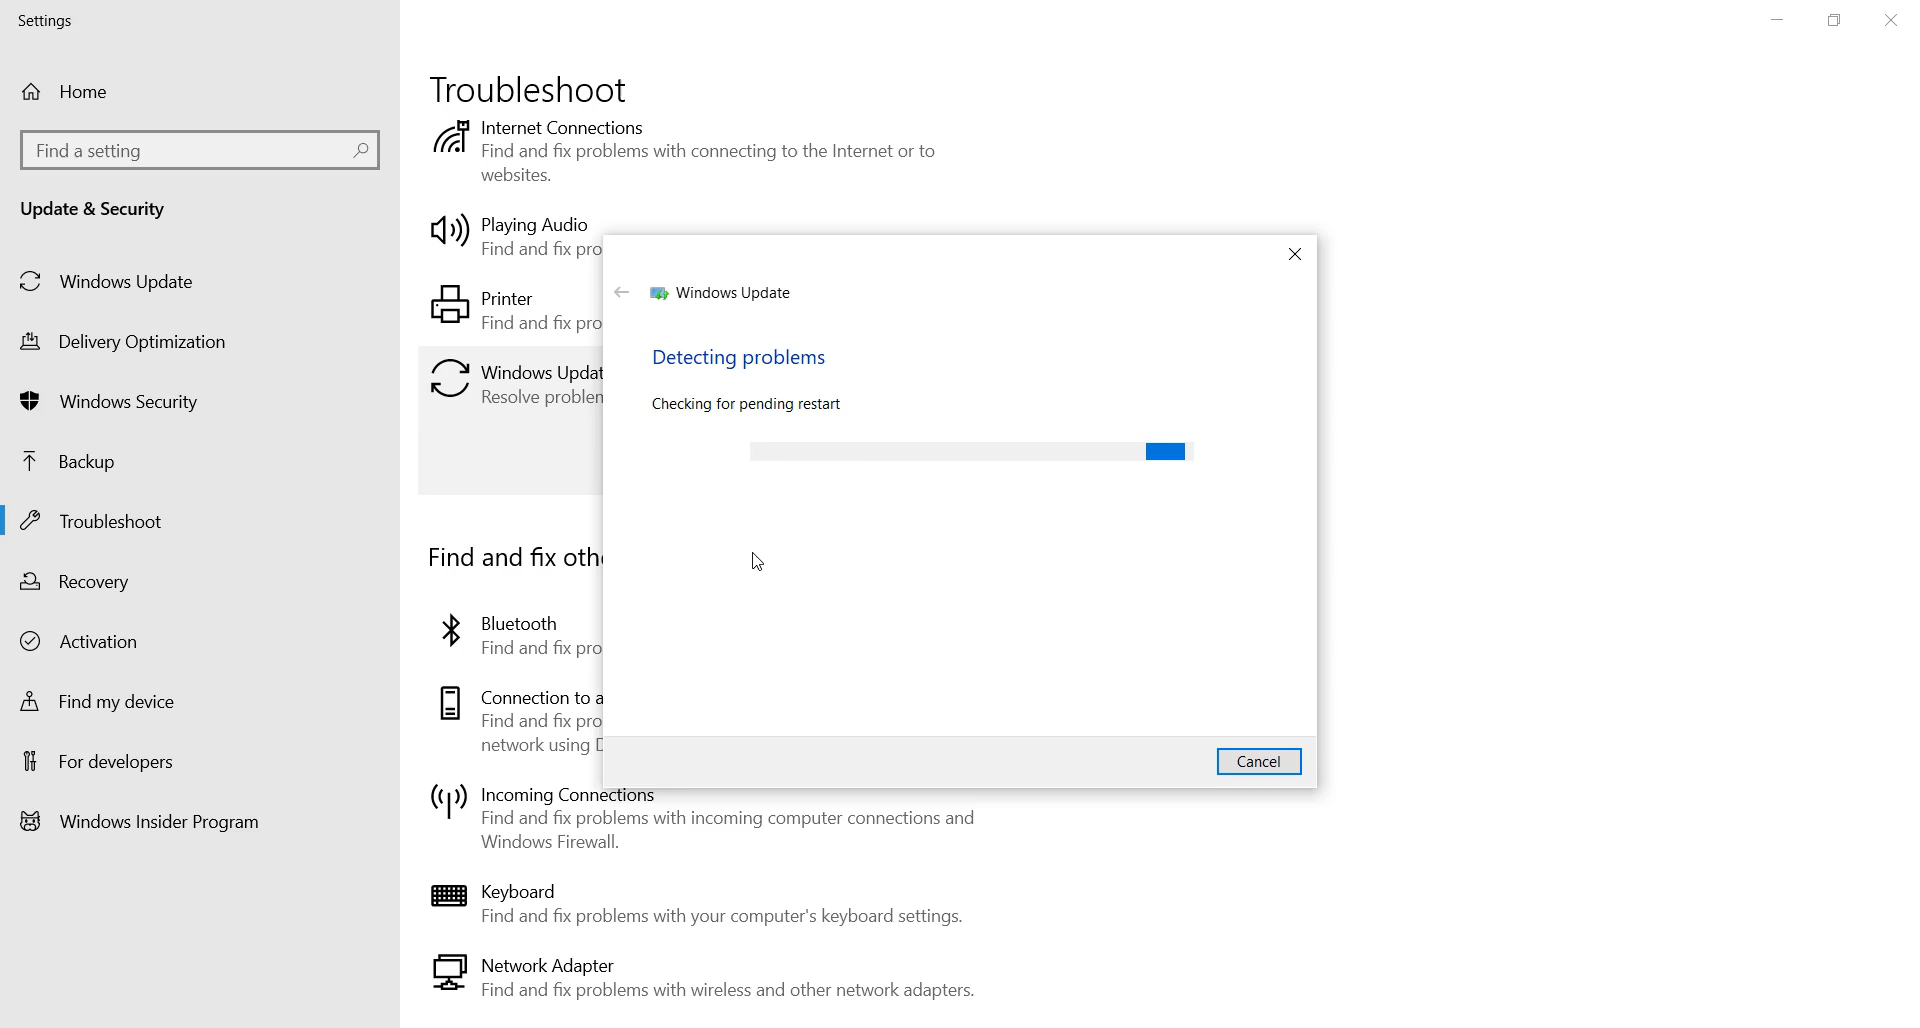 Settings
Home
Find a setting
Update & Security
Windows Update
Delivery Optimization
Windows Security
Backup
Troubleshoot
Recovery
Activation
Find my device
For developers
Windows Insider Program
Troubleshoot
Internet Connections
Find and fix problems with connecting to the Internet or to
websites.
Playing Audio
Find and fix pro
Printer
Find and fix pro
Windows Updat
Resolve problem
Find and fix oth
Bluetooth
Find and fix pro
Connection to a
Find and fix pro
network using D
Incoming Connections
Find and fix problems with incoming computer connections and
Windows Firewall.
Keyboard
Find and fix problems with your computer's keyboard settings.
Network Adapter
Find and fix problems with wireless and other network adapters.
Windows Update
Detecting problems
Checking for pending restart
Cancel